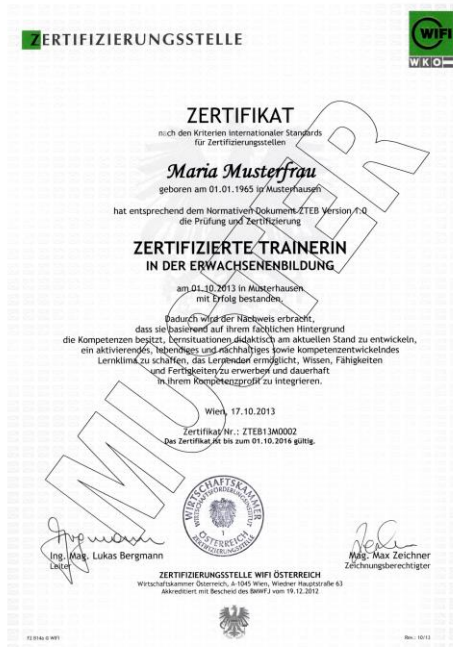 ZERTIFIZIERUNGSSTELLE
WIFI
WKO
ZERTIFIKAT
nach den Kriterien internationaler Standards
für Zertifizierungsstellen
Maria Musterfrau
geboren am 01.01.1965 in Musterhausen
hat entsprechend dem Normativen Dokument ZTEB Version 1.0
die Prüfung und Zertifizierung
ZERTIFIZIERTE TRAINERIN
IN DER ERWACHSENENBILDUNG
am 01.10.2013 in Musterhausen
mit Erfolg bestanden.
Dadurch wird der Nachweis erbracht,
dass sie basierend auf ihrem fachlichen Hintergrund
die Kompetenzen besitzt, Lernsituationen didaktisch am aktuellen Stand zu entwickeln,
ein aktivierendes, lebendiges und nachhaltiges sowie kompetenzentwickelndes
Lernklima zu schaffen, das Lernenden ermöglicht, Wissen, Fähigkeiten
und Fertigkeiten zu erwerben und dauerhaft
in ihrem Kompetenzprofil zu integrieren.
MUSTER
Wien, 17.10.2013
Zertifikat Nr.: ZTEB13M0002
Das Zertifikat ist bis zum 01.10.2016 gültig.
WIRTSCHAFTSKAMMER
WIRTSCHAFTSFÖRDERUNGSINSTITUT
ÖSTERREICH
ZERTIFIZIERUNGSSTELLE
Ing. Mag. Lukas Bergmann
Leiter
Mag. Max Zeichner
Zeichnungsberechtigter
ZERTIFIZIERUNGSSTELLE WIFI ÖSTERREICH
Wirtschaftskammer Österreich, A-1045 Wien, Wiedner Hauptstraße 63
Akkreditiert mit Bescheid des BMWFJ vom 19.12.2012
FZ 0146 © WIFI
Rev.: 10/13